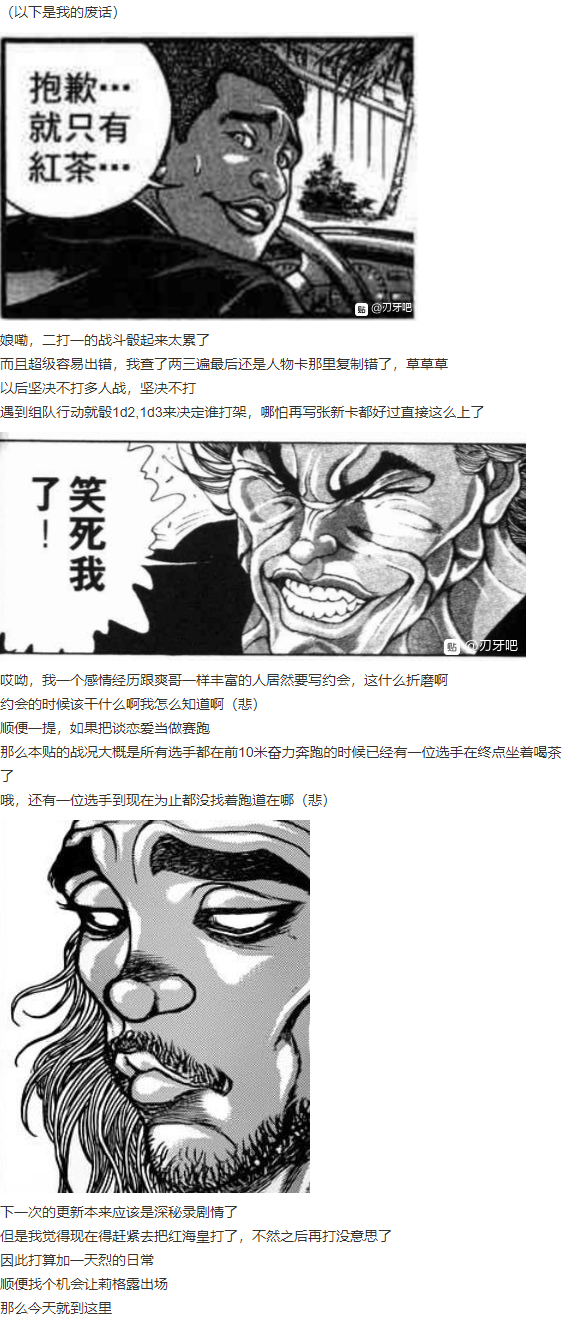 （以下是我的废话）
抱歉…
就只有
紅茶…
贴 @刃牙吧
娘嘞，二打一的战斗骰起来太累了
而且超级容易出错，我查了两三遍最后还是人物卡那里复制错了，草草草
以后坚决不打多人战，坚决不打
遇到组队行动就骰1d2,1d3来决定谁打架，哪怕再写张新卡都好过直接这么上了
笑死我
了！
贴 @刃牙吧
哎呦，我一个感情经历跟爽哥一样丰富的人居然要写约会，这什么折磨啊
约会的时候该干什么啊我怎么知道啊（悲）
顺便一提，如果把谈恋爱当做赛跑
那么本贴的战况大概是所有选手都在前10米奋力奔跑的时候已经有一位选手在终点坐着喝茶
了
哦，还有一位选手到现在为止都没找着跑道在哪（悲）
下一次的更新本来应该是深秘录剧情了
但是我觉得现在得赶紧去把红海皇打了，不然之后再打没意思了
因此打算加一天烈的日常
顺便找个机会让莉格露出场
那么今天就到这里